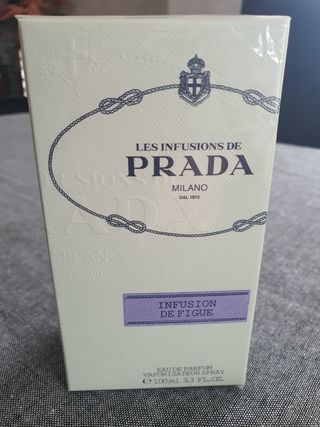 LES INFUSIONS DE
PRADA
MILANO
DAL 1913
INFUSION
DE FIGUE
EAU DE PARFUM
VAPORISATEUR SPRAY
℮ 100ml 3.3 FL.OZ.